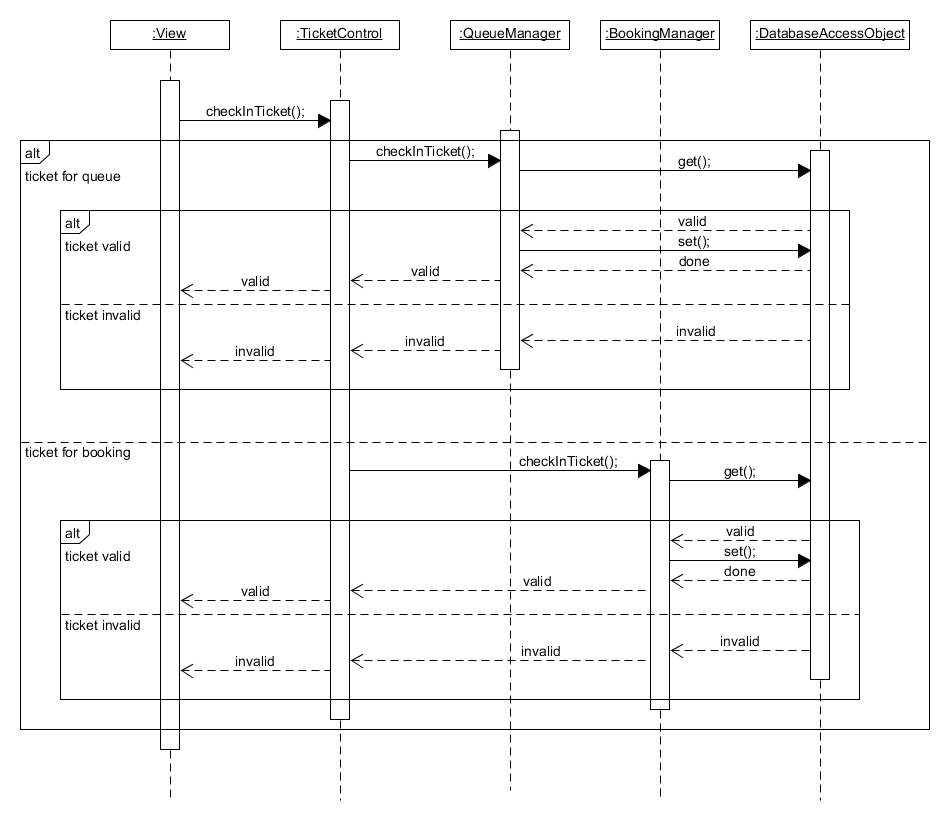 :View
:TicketControl
:QueueManager
:BookingManager
:DatabaseAccessObject
checkInTicket();
alt
checkInTicket();
get();
ticket for queue
alt
valid
ticket valid
set();
done
valid
valid
ticket invalid
invalid
invalid
invalid
ticket for booking
checkInTicket();
get();
alt
valid
ticket valid
set();
done
valid
valid
ticket invalid
invalid
invalid
invalid